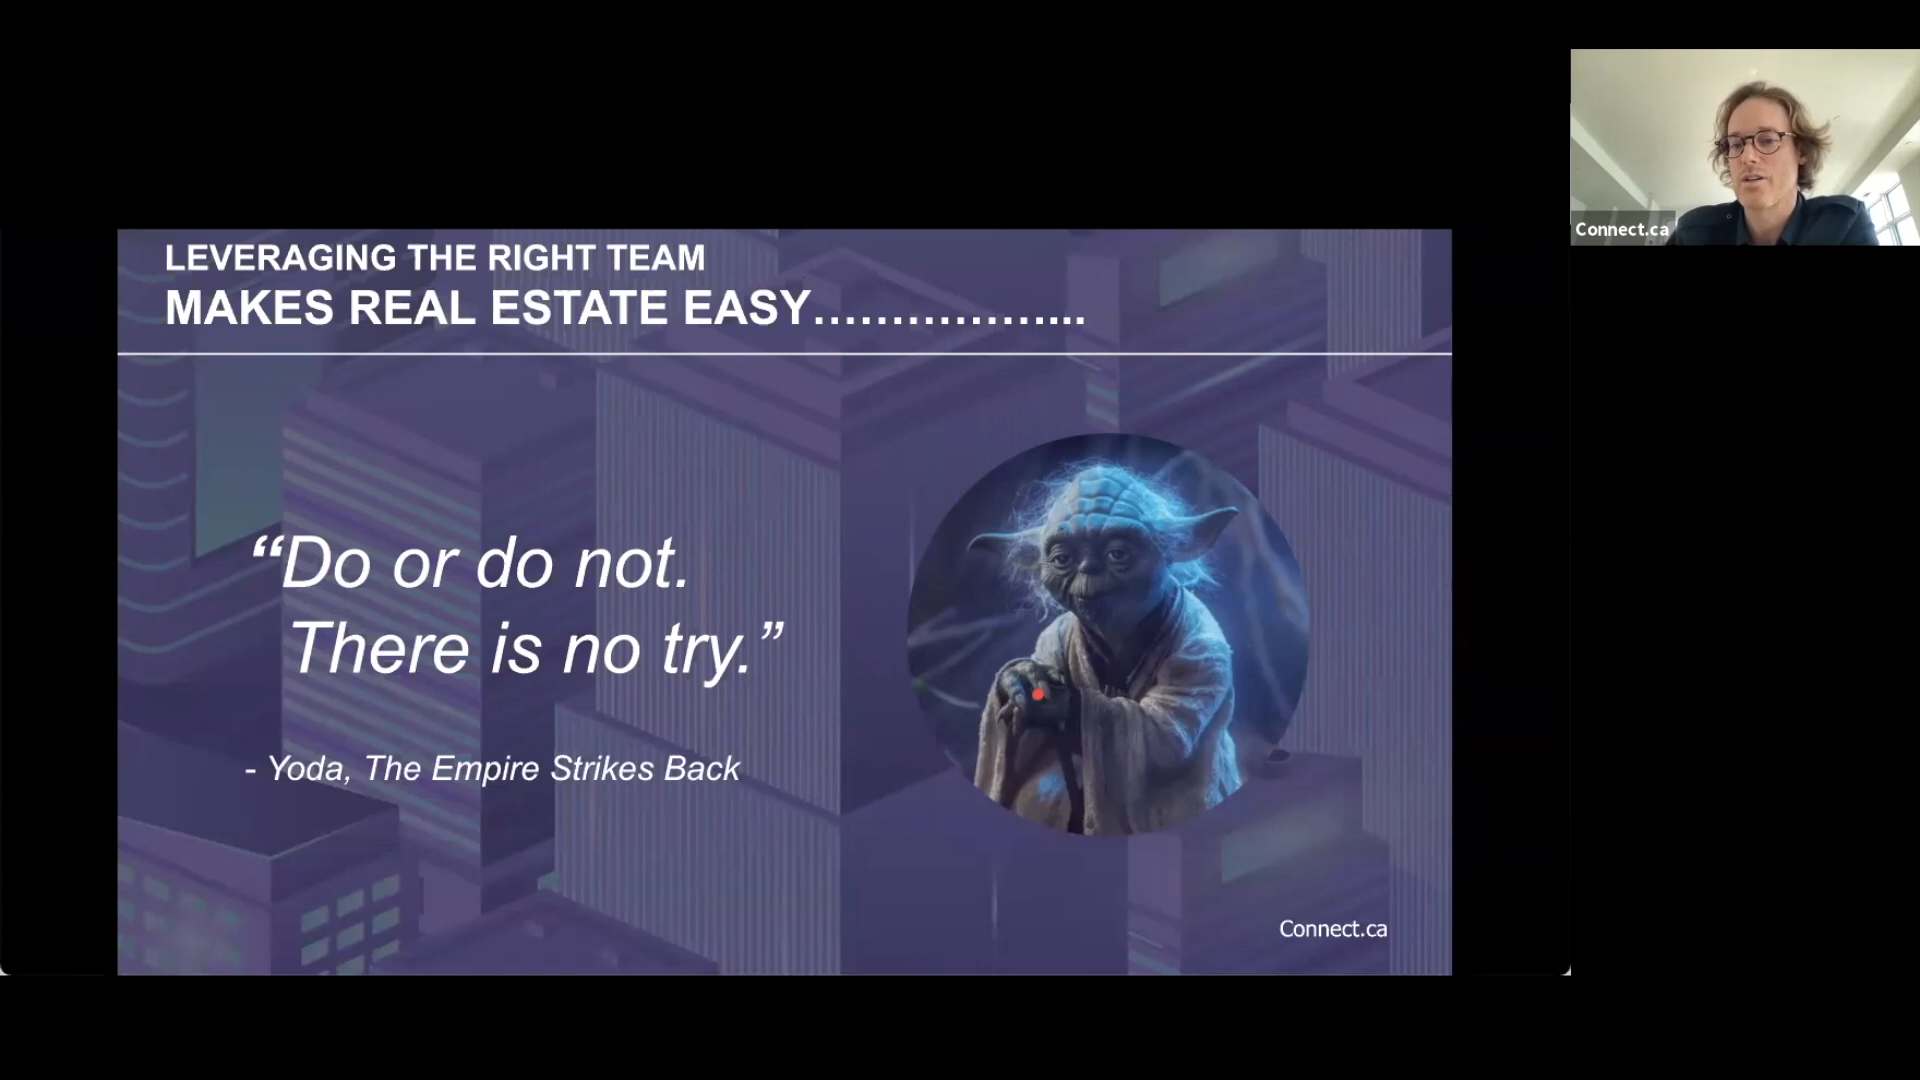 LEVERAGING THE RIGHT TEAM
MAKES REAL ESTATE EASY………………...
“Do or do not.
There is no try.”
- Yoda, The Empire Strikes Back
Connect.ca
Connect.ca